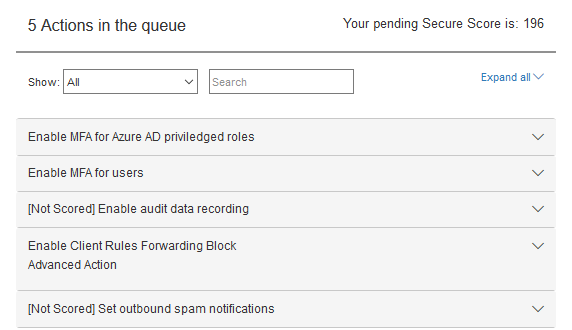 5 Actions in the queue
Your pending Secure Score is: 196
Show: All
Search
Expand all
Enable MFA for Azure AD priviledged roles
Enable MFA for users
[Not Scored] Enable audit data recording
Enable Client Rules Forwarding Block
Advanced Action
[Not Scored] Set outbound spam notifications